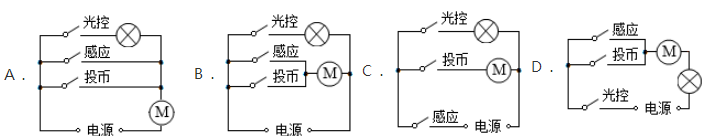 A． 光控 感应 投币 M 电源
B． 光控 感应 投币 M 电源
C． 光控 投币 M 感应 电源
D． 感应 投币 M 光控 电源